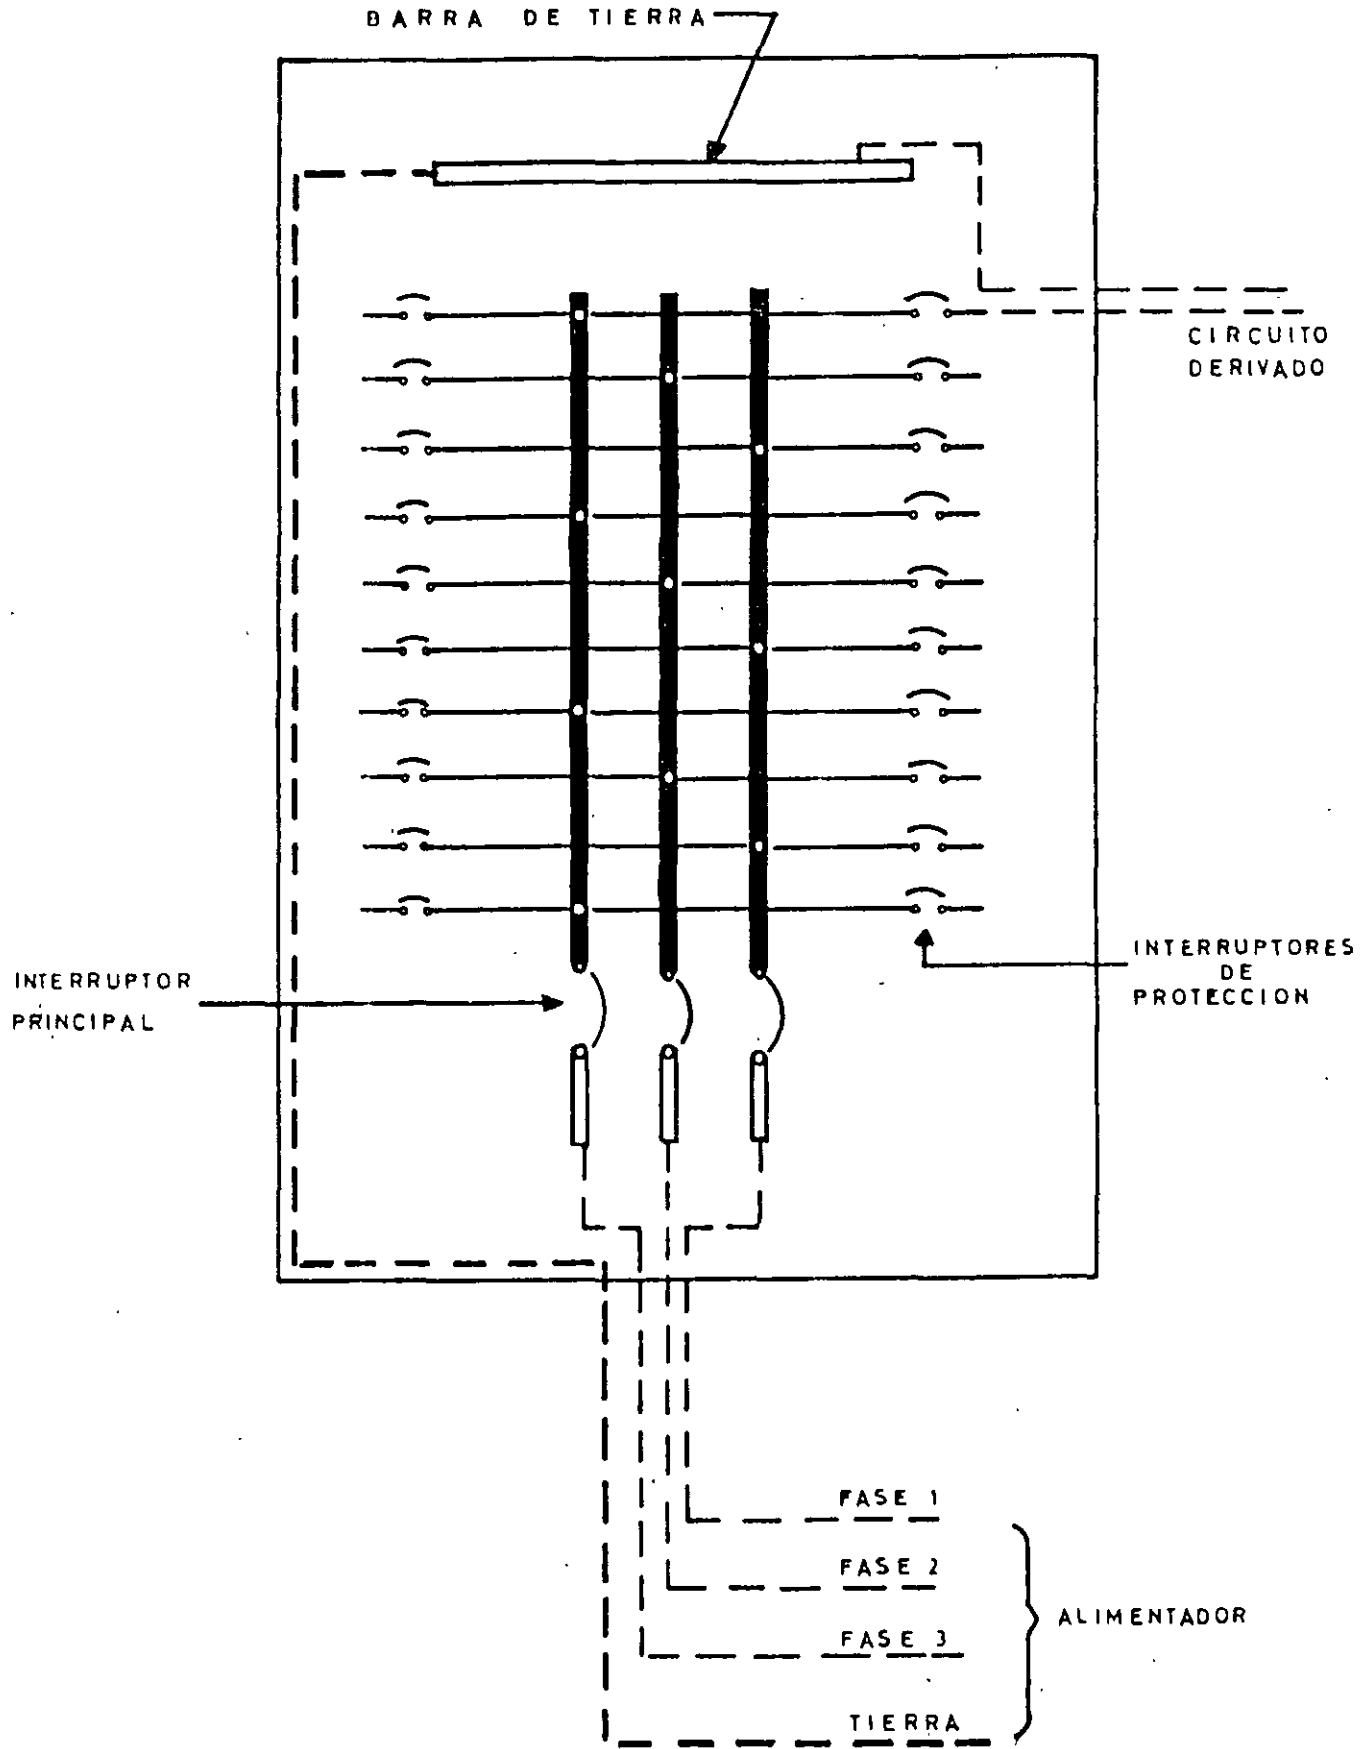 BARRA DE TIERRA
CIRCUITO
DERIVADO
INTERRUPTORES
DE
PROTECCION
INTERRUPTOR
PRINCIPAL
FASE 1
FASE 2
FASE 3
TIERRA
ALIMENTADOR